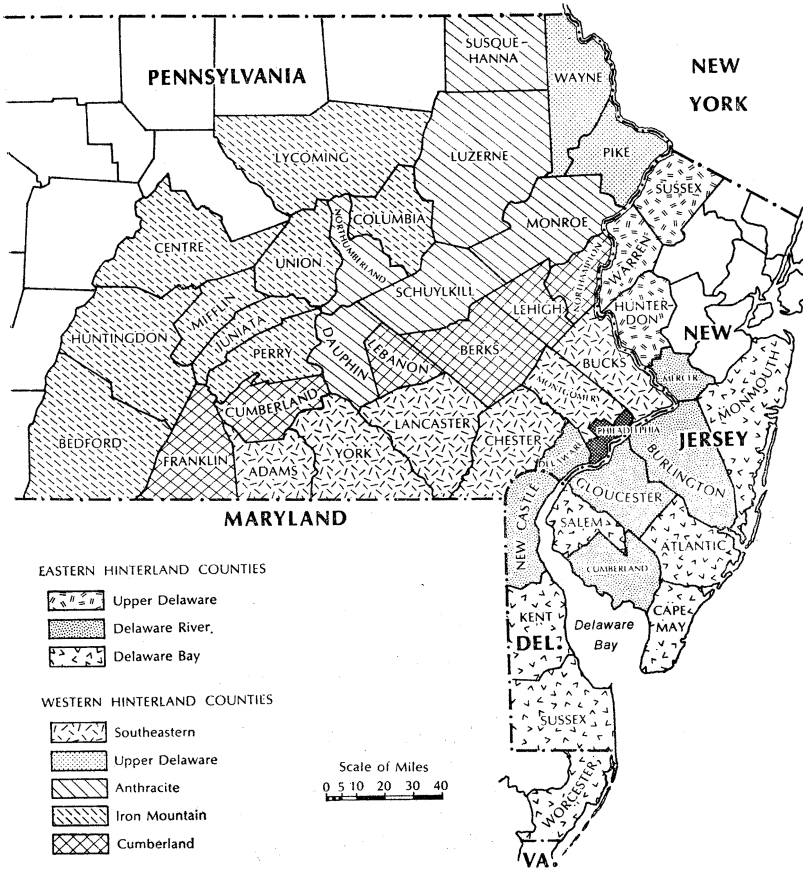 SUSQUE-
HANNA
PENNSYLVANIA
WAYNE
NEW
YORK
LYCOMING
LUZERNE
PIKE
SUSSEX
CENTRE
NORTHUMBERLAND
COLUMBIA
MONROE
UNION
WARREN
NORTHAMPTON
MIFFLIN
SCHUYLKILL
LEHIGH
HUNTER-
DON
HUNTINGDON
JUNIATA
NEW
PERRY
DAUPHIN
LEBANON
BERKS
BUCKS
MERCER
MONMOUTH
CUMBERLAND
MONTGOMERY
LANCASTER
BEDFORD
FRANKLIN
ADAMS
YORK
CHESTER
DELAWARE
PHILADELPHIA
JERSEY
BURLINGTON
GLOUCESTER
MARYLAND
NEW CASTLE
SALEM
ATLANTIC
CUMBERLAND
CAPE
MAY
KENT
DEL.
Delaware
Bay
SUSSEX
WORCESTER
VA.
EASTERN HINTERLAND COUNTIES
Upper Delaware
Delaware River
Delaware Bay
WESTERN HINTERLAND COUNTIES
Southeastern
Upper Delaware
Anthracite
Iron Mountain
Cumberland
Scale of Miles
0 5 10 20 30 40